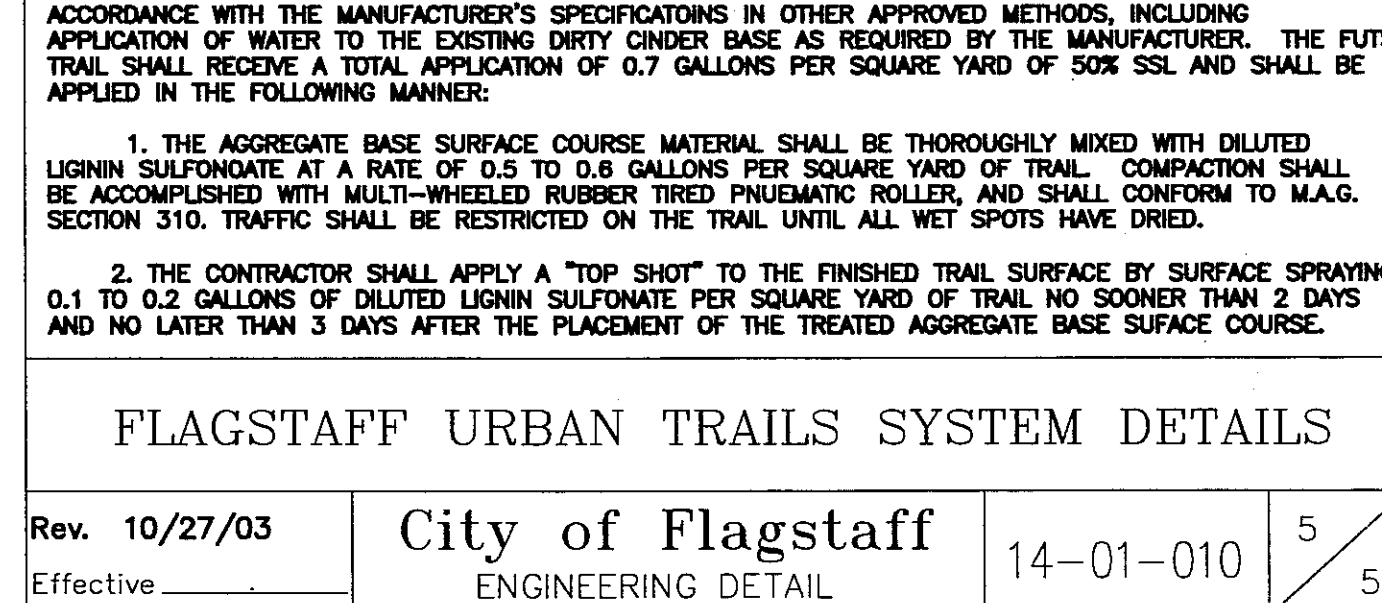 ACCORDANCE WITH THE MANUFACTURER'S SPECIFICATOINS IN OTHER APPROVED METHODS, INCLUDING
APPLICATION OF WATER TO THE EXISTING DIRTY CINDER BASE AS REQUIRED BY THE MANUFACTURER. THE FUTS
TRAIL SHALL RECEIVE A TOTAL APPLICATION OF 0.7 GALLONS PER SQUARE YARD OF 50% SSL AND SHALL BE
APPLIED IN THE FOLLOWING MANNER:
1. THE AGGREGATE BASE SURFACE COURSE MATERIAL SHALL BE THOROUGHLY MIXED WITH DILUTED
LIGININ SULFONOATE AT A RATE OF 0.5 TO 0.6 GALLONS PER SQUARE YARD OF TRAIL COMPACTION SHALL
BE ACCOMPLISHED WITH MULTI-WHEELED RUBBER TIRED PNUEMATIC ROLLER, AND SHALL CONFORM TO M.A.G.
SECTION 310. TRAFFIC SHALL BE RESTRICTED ON THE TRAIL UNTIL ALL WET SPOTS HAVE DRIED.
2. THE CONTRACTOR SHALL APPLY A "TOP SHOT" TO THE FINISHED TRAIL SURFACE BY SURFACE SPRAYING
0.1 TO 0.2 GALLONS OF DILUTED LIGNIN SULFONATE PER SQUARE YARD OF TRAIL NO SOONER THAN 2 DAYS
AND NO LATER THAN 3 DAYS AFTER THE PLACEMENT OF THE TREATED AGGREGATE BASE SUFACE COURSE.
FLAGSTAFF URBAN TRAILS SYSTEM DETAILS
Rev. 10/27/03
Effective
City of Flagstaff
ENGINEERING DETAIL
14-01-010
5/5